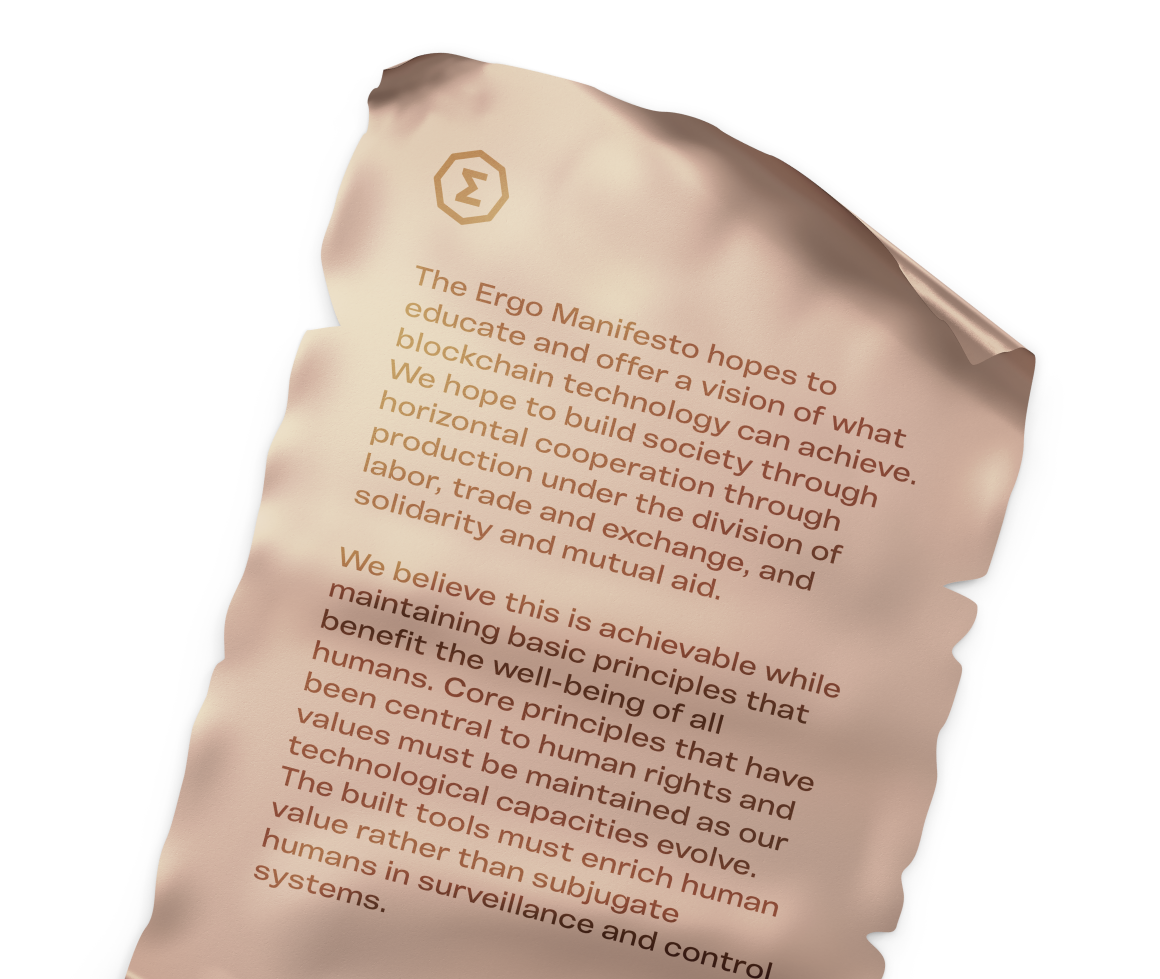 Σ
The Ergo Manifesto hopes to
educate and offer a vision of what
blockchain technology can achieve.
We hope to build society through
horizontal cooperation through
production under the division of
labor, trade and exchange, and
solidarity and mutual aid.
We believe this is achievable while
maintaining basic principles that
benefit the well-being of all
humans. Core principles that have
been central to human rights and
values must be maintained as our
technological capacities evolve.
The built tools must enrich human
value rather than subjugate
humans in surveillance and control
systems.